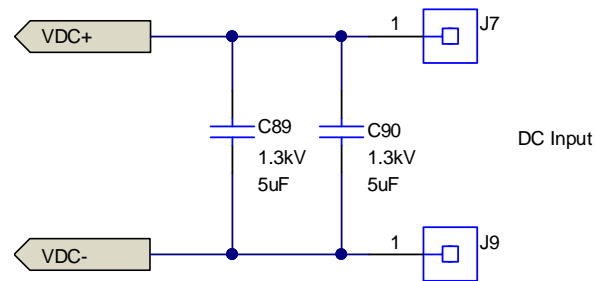 VDC+
1
J7
C89
1.3kV
5uF
C90
1.3kV
5uF
DC Input
VDC-
1
J9